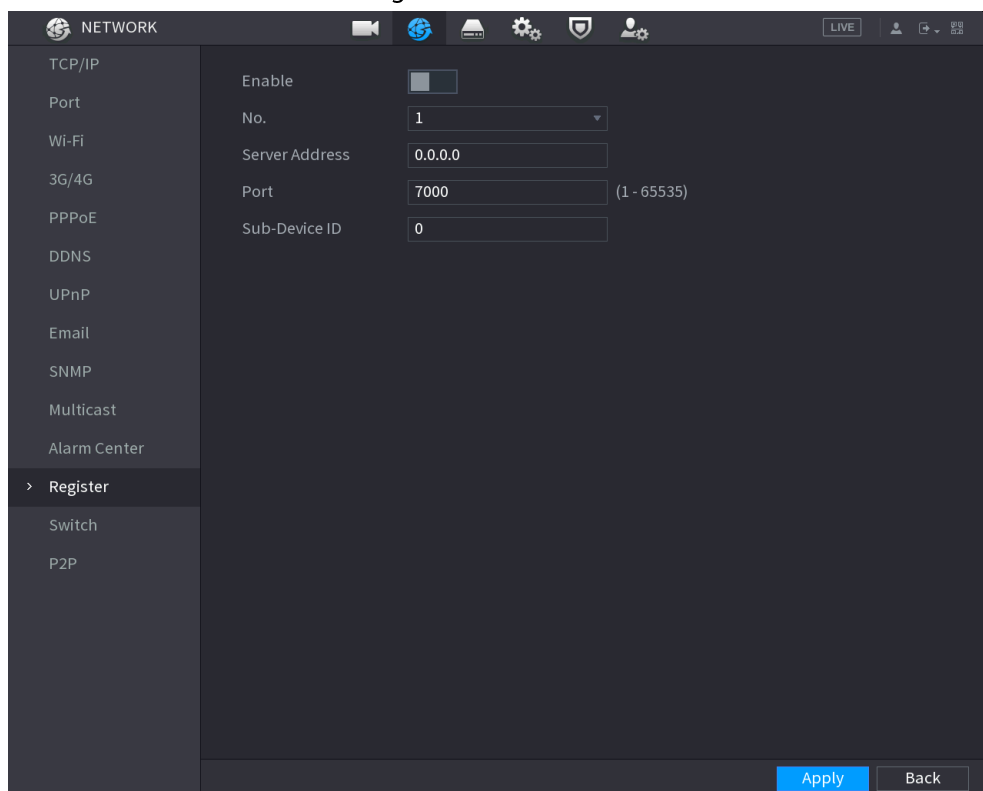 NETWORK
LIVE
TCP/IP
Port
Wi-Fi
3G/4G
PPPoE
DDNS
UPnP
Email
SNMP
Multicast
Alarm Center
> Register
Switch
P2P
Enable
No. 1
Server Address 0.0.0.0
Port 7000 (1 - 65535)
Sub-Device ID 0
Apply Back